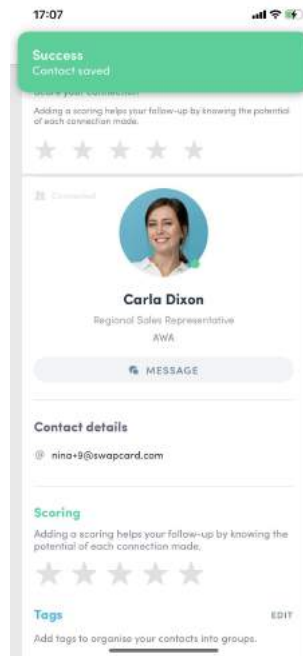 17:07
Success
Contact saved
Score your connection
Adding a scoring helps your follow-up by knowing the potential
of each connection made.
Connected
Carla Dixon
Regional Sales Representative
AWA
MESSAGE
Contact details
@ nina+9@swapcard.com
Scoring
Adding a scoring helps your follow-up by knowing the
potential of each connection made.
Tags
EDIT
Add tags to organise your contacts into groups.